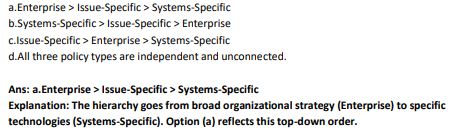 a.Enterprise > Issue-Specific > Systems-Specific
b.Systems-Specific > Issue-Specific > Enterprise
c.Issue-Specific > Enterprise > Systems-Specific
d.All three policy types are independent and unconnected.
Ans: a.Enterprise > Issue-Specific > Systems-Specific
Explanation: The hierarchy goes from broad organizational strategy (Enterprise) to specific
technologies (Systems-Specific). Option (a) reflects this top-down order.